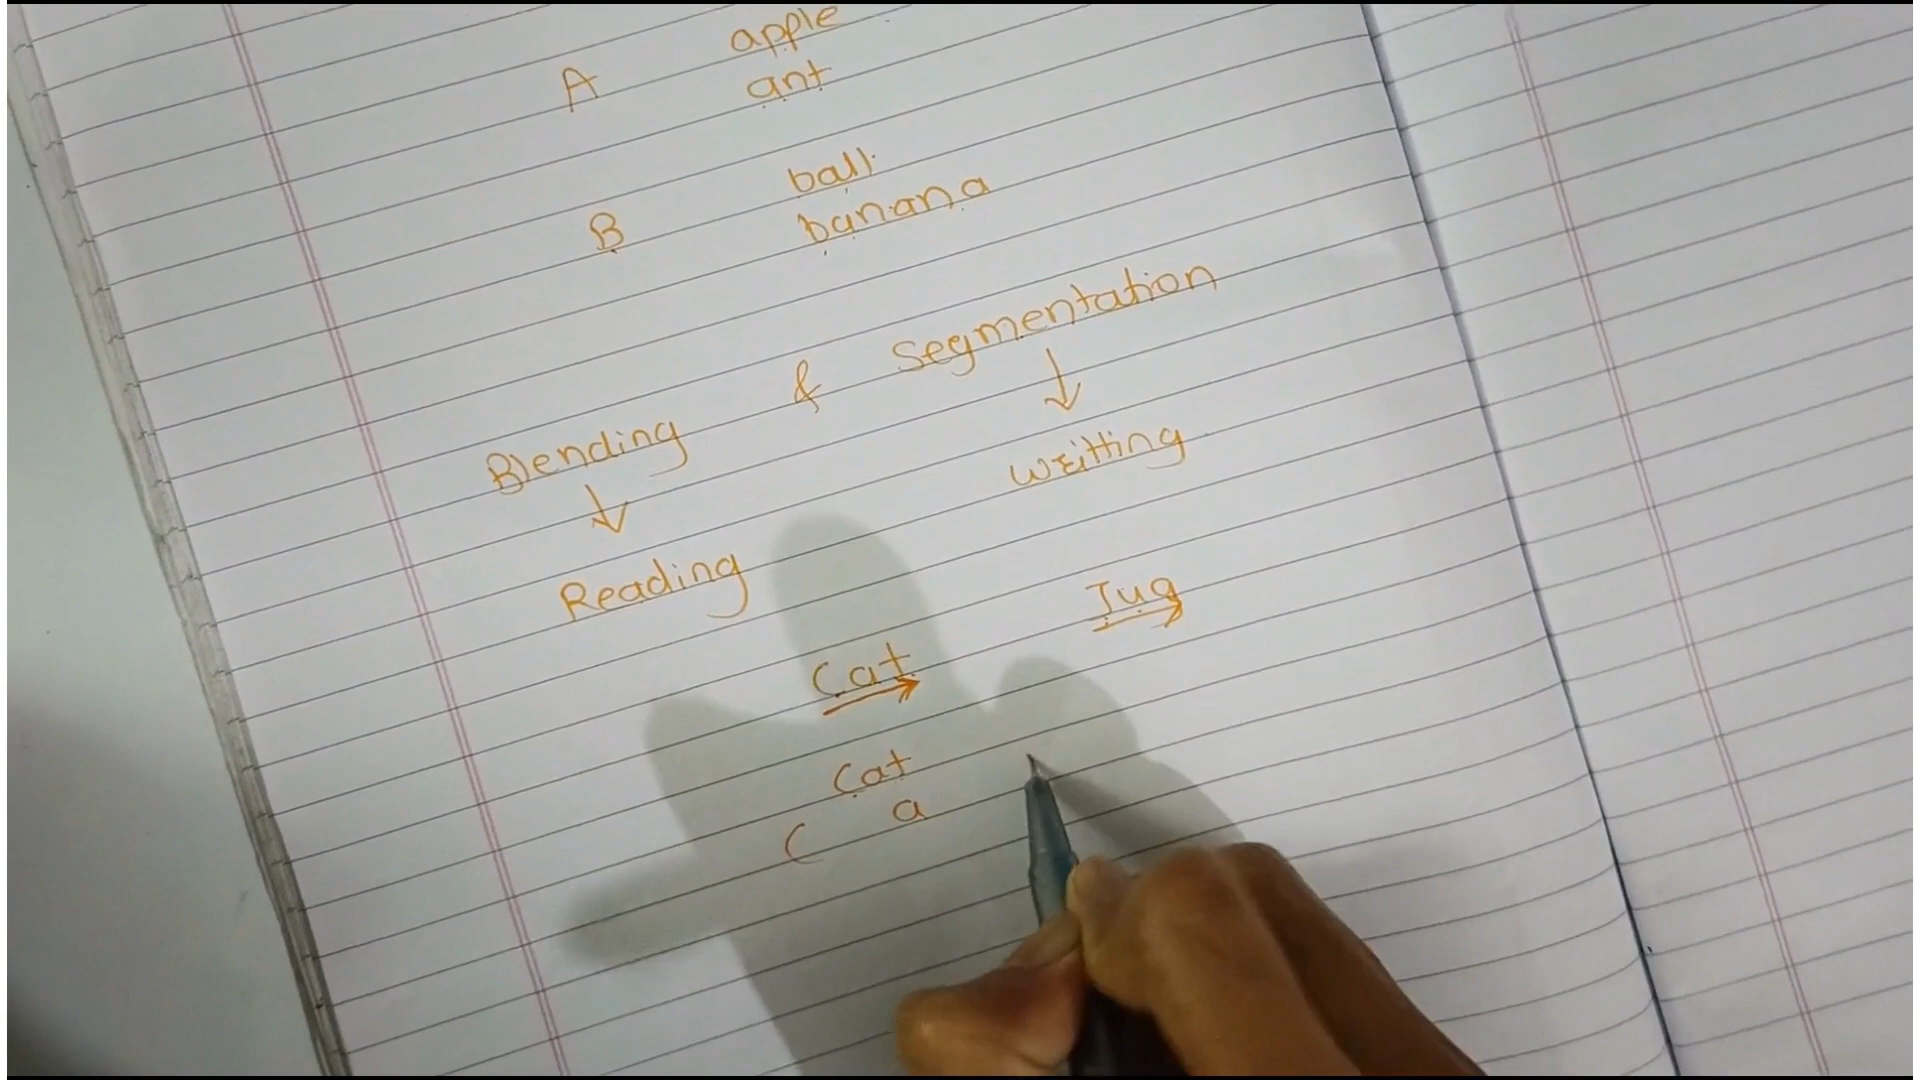 apple
A ant
ball
B banana
Blending & Segmentation
Reading Writting
Cat Jug
Cat
C a